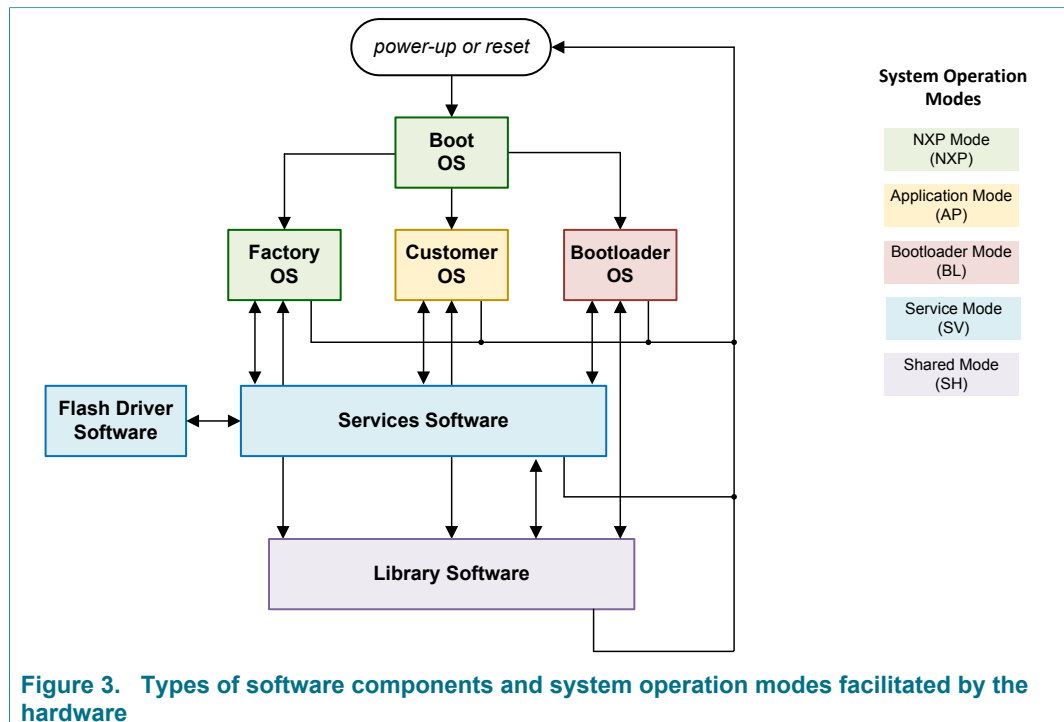 power-up or reset
System Operation
Modes
Boot
OS
NXP Mode
(NXP)
Application Mode
(AP)
Factory
OS
Customer
OS
Bootloader
OS
Bootloader Mode
(BL)
Service Mode
(SV)
Shared Mode
(SH)
Flash Driver
Software
Services Software
Library Software
Figure 3. Types of software components and system operation modes facilitated by the
hardware